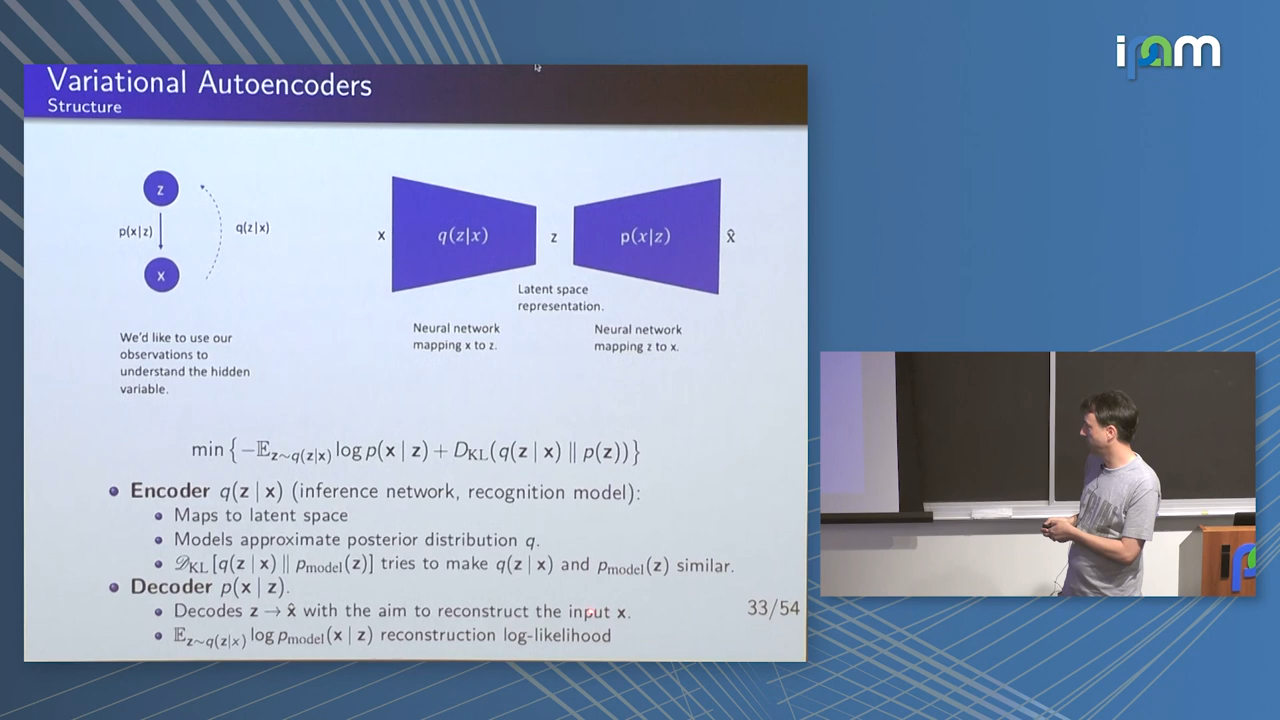 ipam
Variational Autoencoders
Structure
z
p(x|z)
q(z|x)
x
We'd like to use our
observations to
understand the hidden
variable.
x
q(z|x)
z
p(x|z)
x̂
Latent space
representation.
Neural network
mapping x to z.
Neural network
mapping z to x.
min { −𝔼_{z∼q(z|x)} log p(x | z) + D_KL(q(z | x) ∥ p(z)) }
• Encoder q(z | x) (inference network, recognition model):
• Maps to latent space
• Models approximate posterior distribution q.
• 𝒟_KL [q(z | x) ∥ p_model(z)] tries to make q(z | x) and p_model(z) similar.
• Decoder p(x | z).
• Decodes z → x̂ with the aim to reconstruct the input x.
• 𝔼_{z∼q(z|x)} log p_model(x | z) reconstruction log-likelihood
33/54